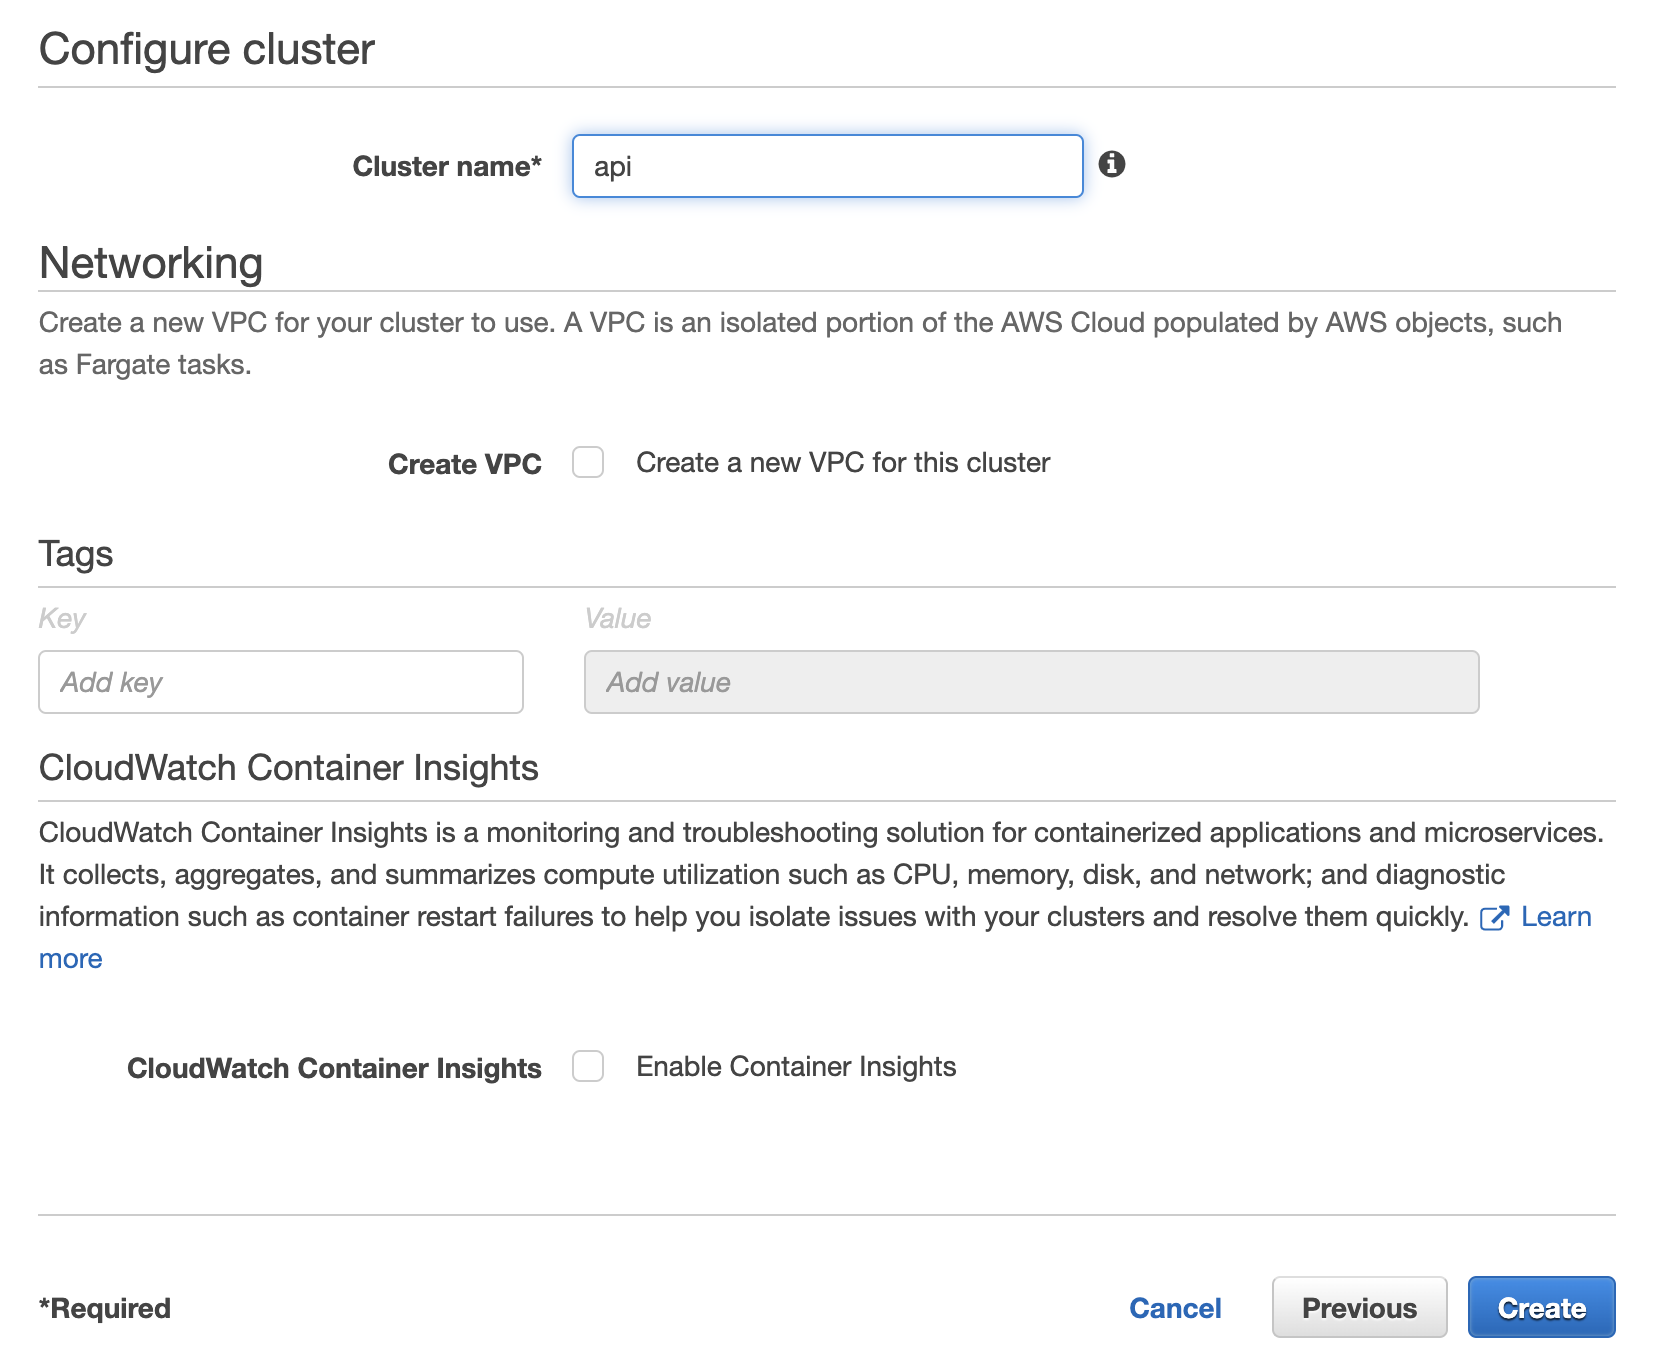 Configure cluster
Cluster name* api
Networking
Create a new VPC for your cluster to use. A VPC is an isolated portion of the AWS Cloud populated by AWS objects, such
as Fargate tasks.
Create VPC Create a new VPC for this cluster
Tags
Key Value
Add key Add value
CloudWatch Container Insights
CloudWatch Container Insights is a monitoring and troubleshooting solution for containerized applications and microservices.
It collects, aggregates, and summarizes compute utilization such as CPU, memory, disk, and network; and diagnostic
information such as container restart failures to help you isolate issues with your clusters and resolve them quickly. Learn
more
CloudWatch Container Insights Enable Container Insights
*Required Cancel Previous Create